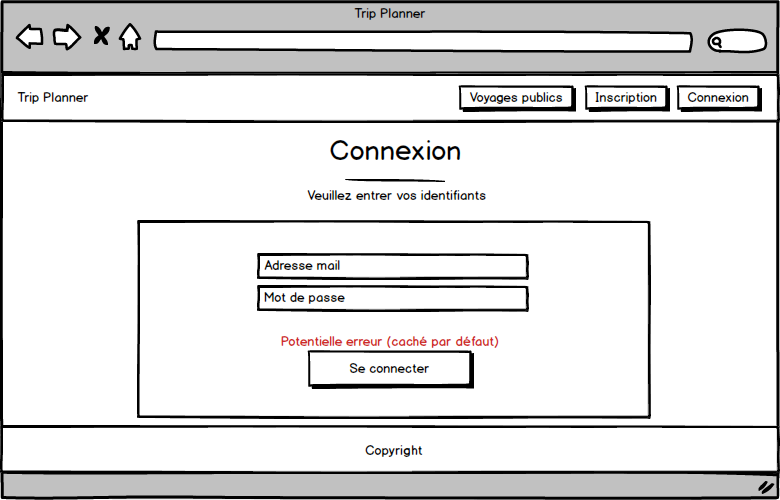 Trip Planner
Trip Planner Voyages publics Inscription Connexion
Connexion
Veuillez entrer vos identifiants
Adresse mail
Mot de passe
Potentielle erreur (caché par défaut)
Se connecter
Copyright